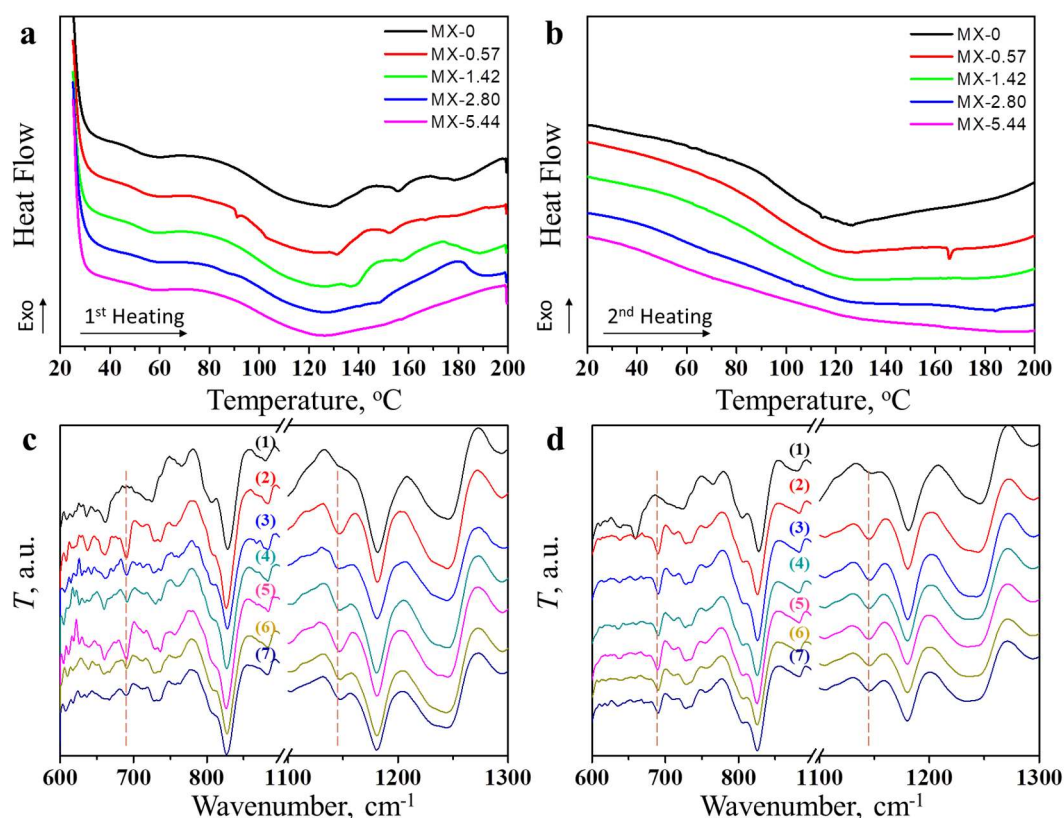 a
MX-0
MX-0.57
MX-1.42
MX-2.80
MX-5.44
Heat Flow
Exo
1st Heating
20 40 60 80 100 120 140 160 180 200
Temperature, °C
b
MX-0
MX-0.57
MX-1.42
MX-2.80
MX-5.44
Heat Flow
Exo
2nd Heating
20 40 60 80 100 120 140 160 180 200
Temperature, °C
c
(1)
(2)
(3)
(4)
(5)
(6)
(7)
T, a.u.
600 700 800 1100 1200 1300
Wavenumber, cm-1
d
(1)
(2)
(3)
(4)
(5)
(6)
(7)
T, a.u.
600 700 800 1100 1200 1300
Wavenumber, cm-1